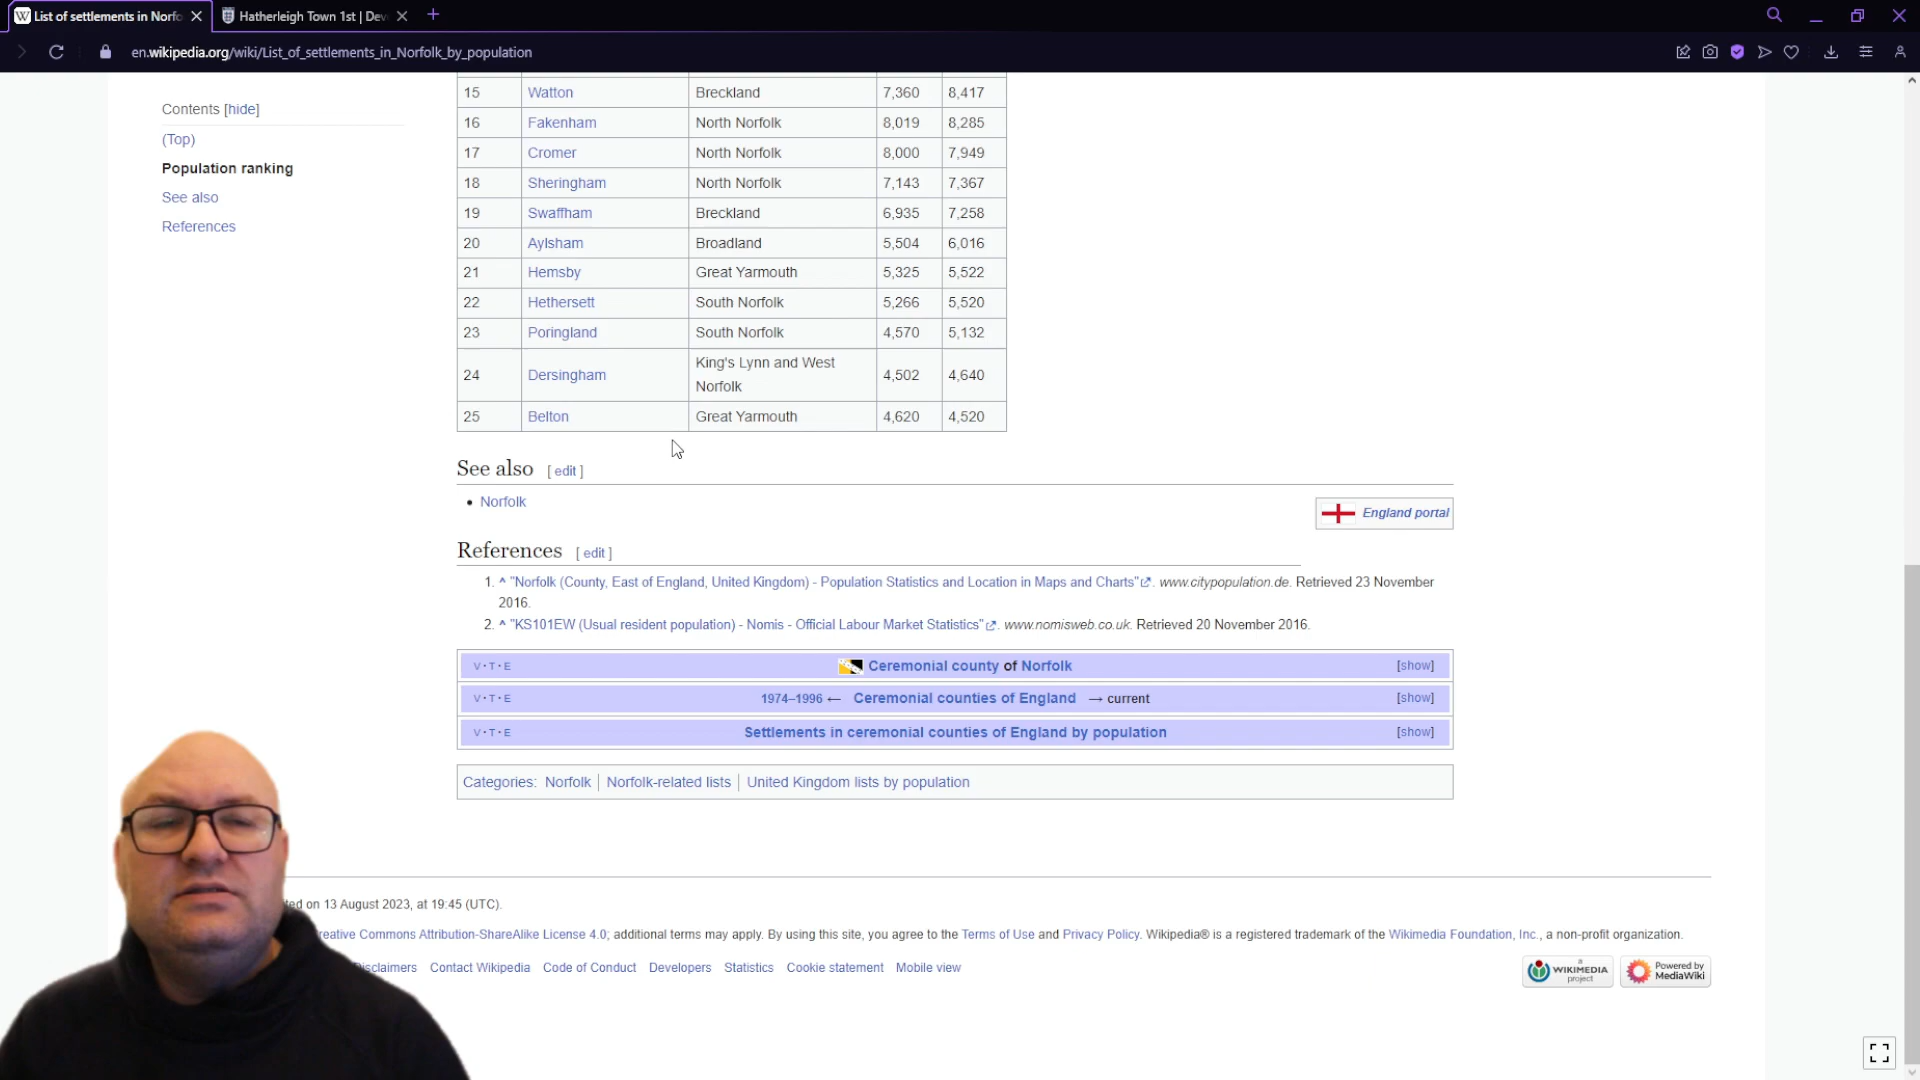 List of settlements in Norfo
Hatherleigh Town 1st | Dev
en.wikipedia.org/wiki/List_of_settlements_in_Norfolk_by_population
Contents [hide]
(Top)
Population ranking
See also
References
15 Watton Breckland 7,360 8,417
16 Fakenham North Norfolk 8,019 8,285
17 Cromer North Norfolk 8,000 7,949
18 Sheringham North Norfolk 7,143 7,367
19 Swaffham Breckland 6,935 7,258
20 Aylsham Broadland 5,504 6,016
21 Hemsby Great Yarmouth 5,325 5,522
22 Hethersett South Norfolk 5,266 5,520
23 Poringland South Norfolk 4,570 5,132
24 Dersingham King's Lynn and West Norfolk 4,502 4,640
25 Belton Great Yarmouth 4,620 4,520
See also [ edit ]
• Norfolk
England portal
References [ edit ]
1. ^ "Norfolk (County, East of England, United Kingdom) - Population Statistics and Location in Maps and Charts". www.citypopulation.de. Retrieved 23 November
2016.
2. ^ "KS101EW (Usual resident population) - Nomis - Official Labour Market Statistics". www.nomisweb.co.uk. Retrieved 20 November 2016.
V•T•E Ceremonial county of Norfolk [show]
V•T•E 1974–1996 ← Ceremonial counties of England → current [show]
V•T•E Settlements in ceremonial counties of England by population [show]
Categories: Norfolk | Norfolk-related lists | United Kingdom lists by population
ted on 13 August 2023, at 19:45 (UTC).
reative Commons Attribution-ShareAlike License 4.0; additional terms may apply. By using this site, you agree to the Terms of Use and Privacy Policy. Wikipedia® is a registered trademark of the Wikimedia Foundation, Inc., a non-profit organization.
Disclaimers Contact Wikipedia Code of Conduct Developers Statistics Cookie statement Mobile view
a WIKIMEDIA project
Powered by MediaWiki